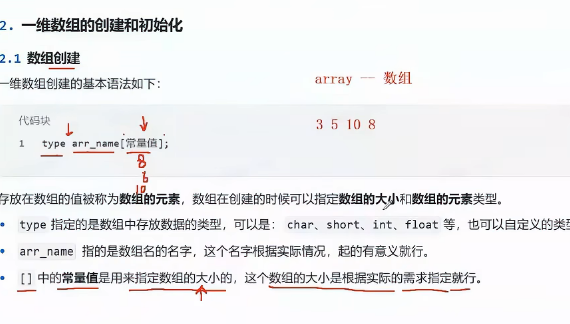 2. 一维数组的创建和初始化
2.1 数组创建
一维数组创建的基本语法如下：
array -- 数组
代码块
3 5 10 8
1 type arr_name[常量值];
8
6
10
存放在数组的值被称为数组的元素，数组在创建的时候可以指定数组的大小和数组的元素类型。
• type 指定的是数组中存放数据的类型，可以是：char、short、int、float 等，也可以自定义的类型
• arr_name 指的是数组名的名字，这个名字根据实际情况，起的有意义就行。
• [] 中的常量值是用来指定数组的大小的，这个数组的大小是根据实际的需求指定就行。